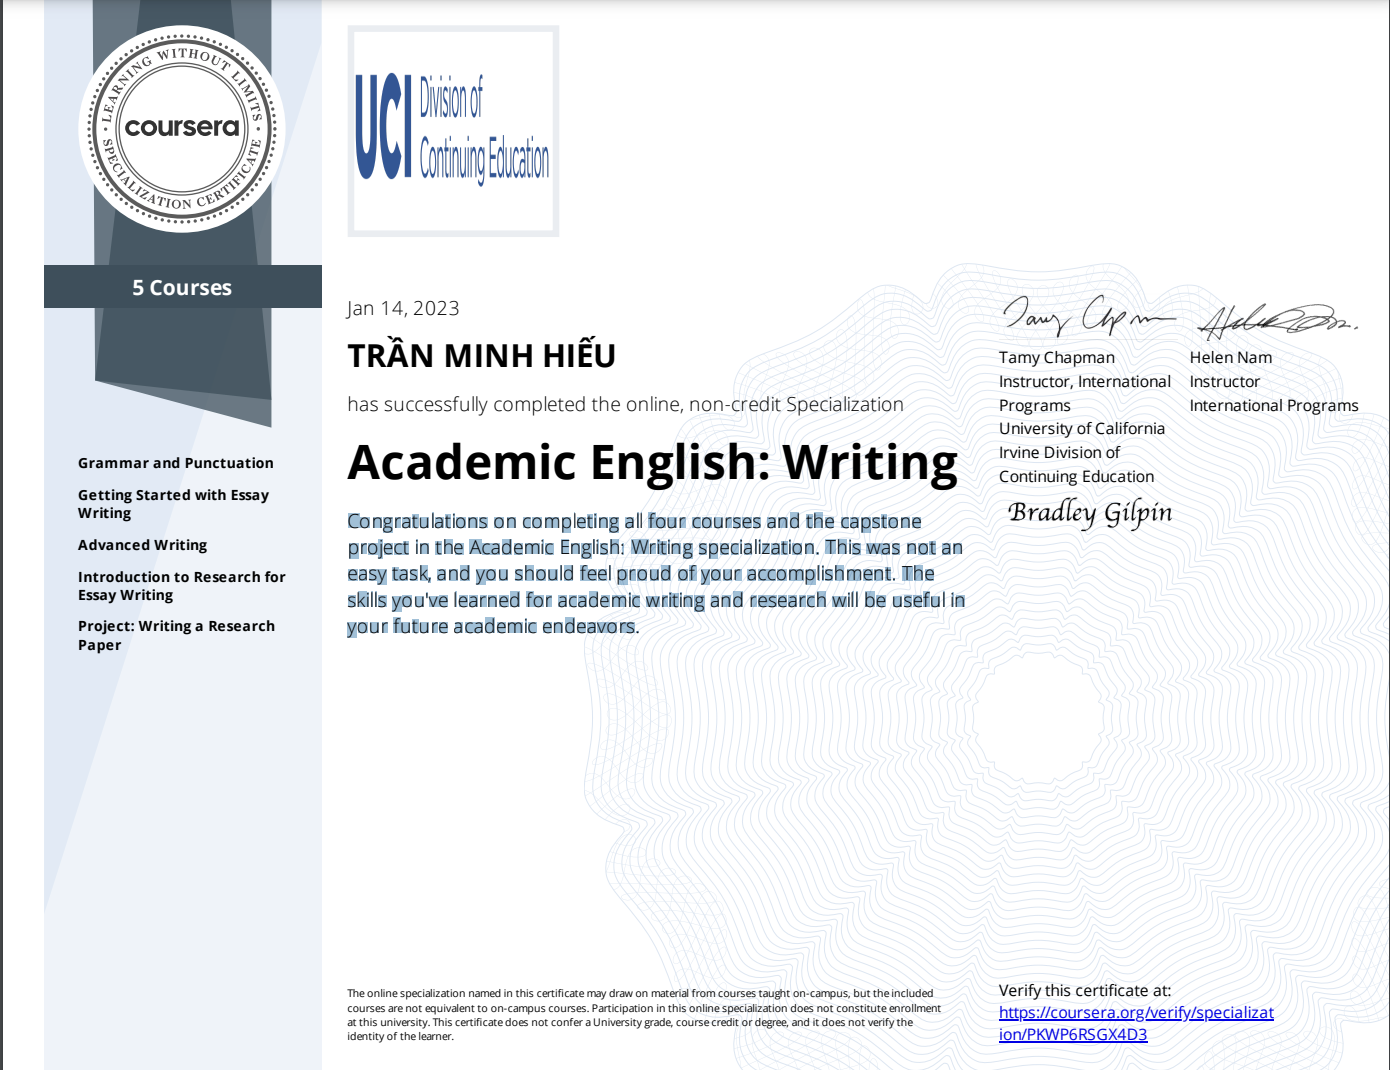 LEARNING WITHOUT LIMITS
coursera
SPECIALIZATION CERTIFICATE
5 Courses
Grammar and Punctuation
Getting Started with Essay
Writing
Advanced Writing
Introduction to Research for
Essay Writing
Project: Writing a Research
Paper
UCI Division of
Continuing Education
Jan 14, 2023
TRẦN MINH HIẾU
has successfully completed the online, non-credit Specialization
Academic English: Writing
Congratulations on completing all four courses and the capstone
project in the Academic English: Writing specialization. This was not an
easy task, and you should feel proud of your accomplishment. The
skills you've learned for academic writing and research will be useful in
your future academic endeavors.
Tamy Chapman
Instructor, International
Programs
University of California
Irvine Division of
Continuing Education
Bradley Gilpin
Helen Nam
Instructor
International Programs
The online specialization named in this certificate may draw on material from courses taught on-campus, but the included
courses are not equivalent to on-campus courses. Participation in this online specialization does not constitute enrollment
at this university. This certificate does not confer a University grade, course credit or degree, and it does not verify the
identity of the learner.
Verify this certificate at:
https://coursera.org/verify/specializat
ion/PKWP6RSGX4D3